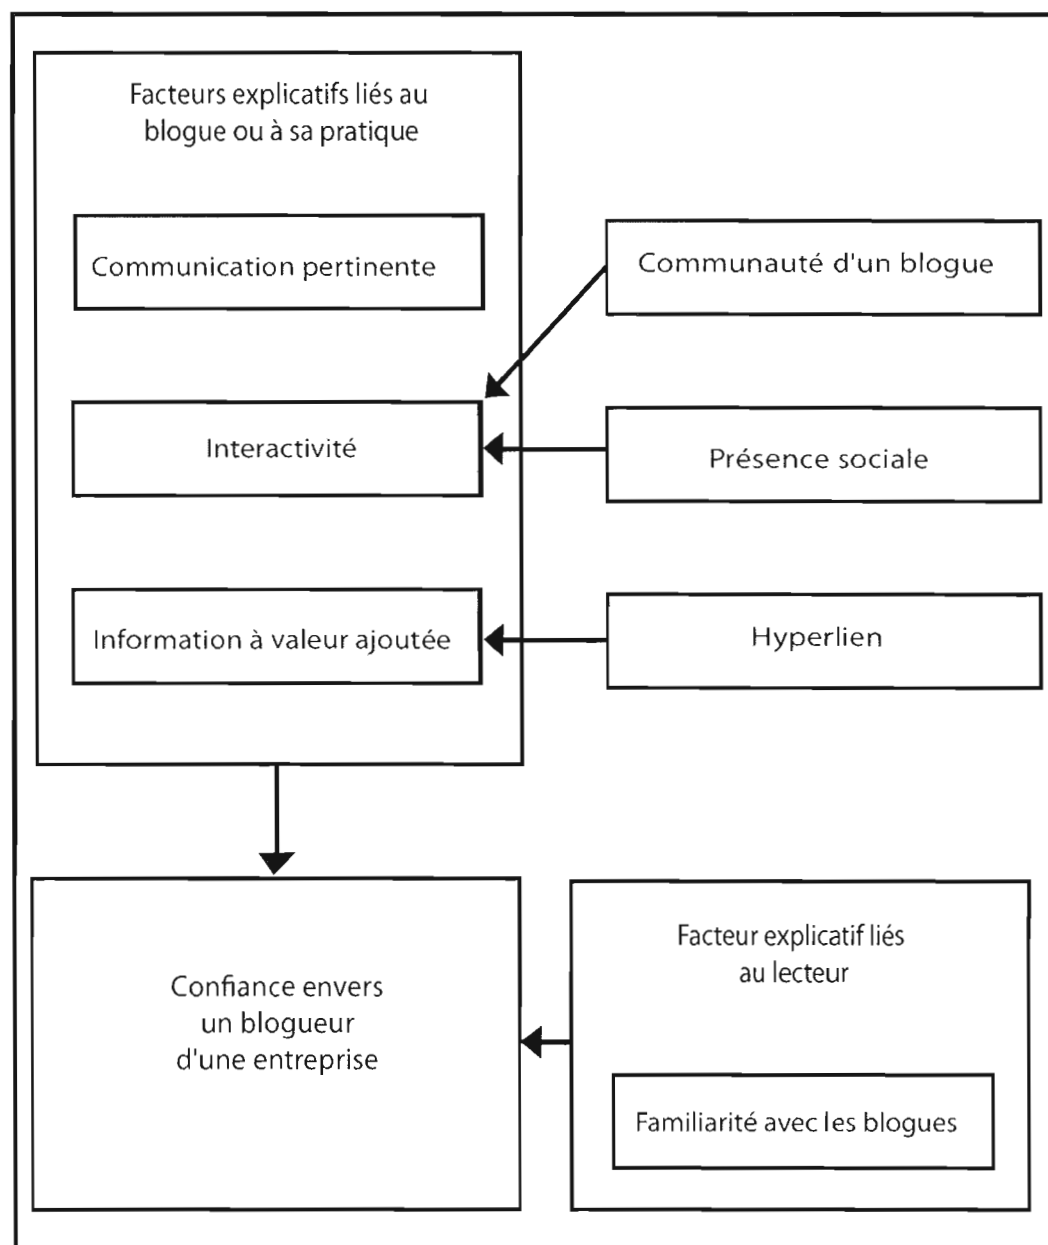 Facteurs explicatifs liés au
blogue ou à sa pratique
Communication pertinente
Communauté d'un blogue
Interactivité
Présence sociale
Information à valeur ajoutée
Hyperlien
Confiance envers
un blogueur
d'une entreprise
Facteur explicatif liés
au lecteur
Familiarité avec les blogues